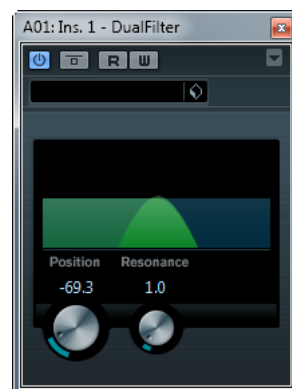 A01: Ins. 1 - DualFilter
R W
Position Resonance
-69.3 1.0